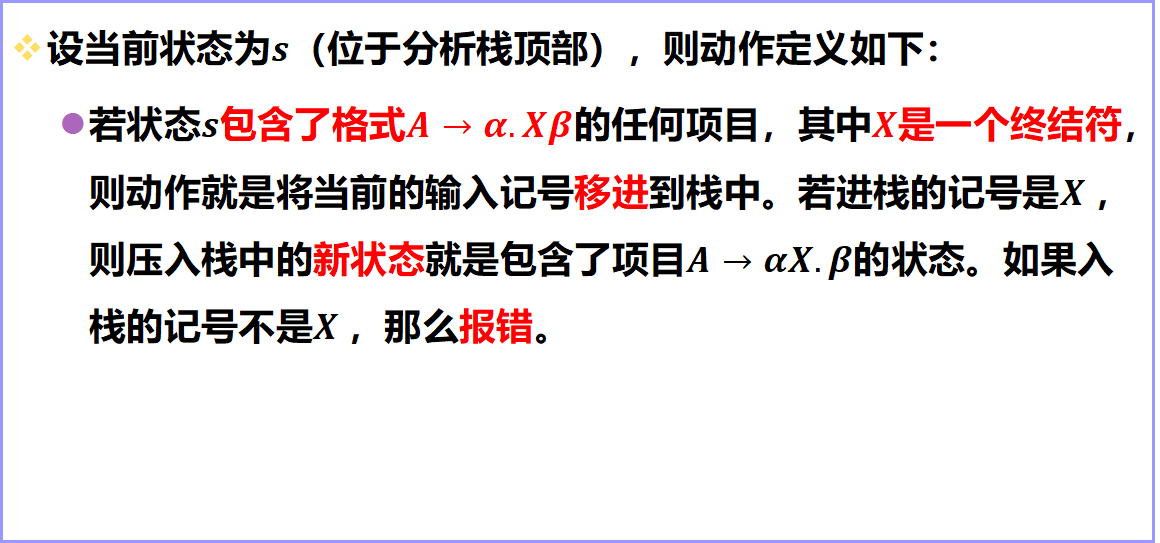 设当前状态为s（位于分析栈顶部），则动作定义如下：
若状态s包含了格式A → α.Xβ的任何项目，其中X是一个终结符，
则动作就是将当前的输入记号移进到栈中。若进栈的记号是X，
则压入栈中的新状态就是包含了项目A → αX.β的状态。如果入
栈的记号不是X，那么报错。